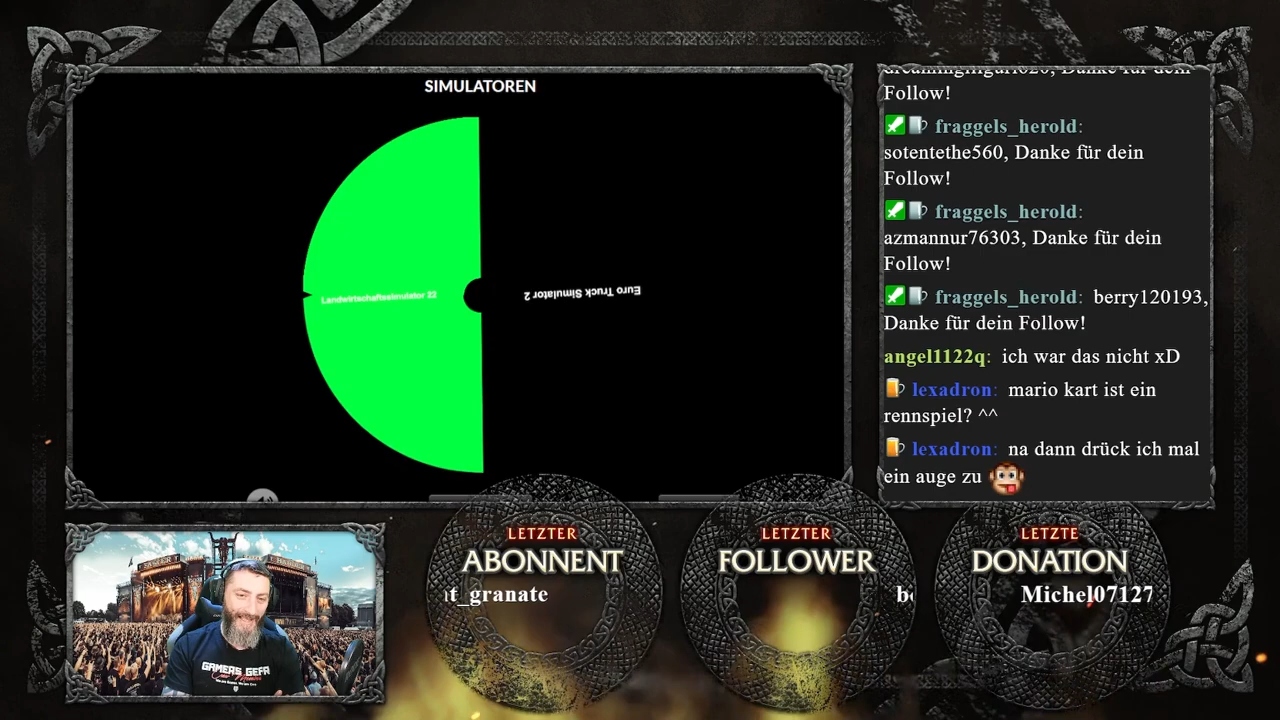 SIMULATOREN
Landwirtschaftssimulator 22
Euro Truck Simulator 2
Follow!
fraggels_herold:
sotentethe560, Danke für dein
Follow!
fraggels_herold:
azmannur76303, Danke für dein
Follow!
fraggels_herold: berry120193,
Danke für dein Follow!
angel1122q: ich war das nicht xD
lexadron: mario kart ist ein
rennspiel? ^^
lexadron: na dann drück ich mal
ein auge zu
LETZTER
ABONNENT
t_granate
LETZTER
FOLLOWER
LETZTE
DONATION
Michel07127
GAMERS GEFA